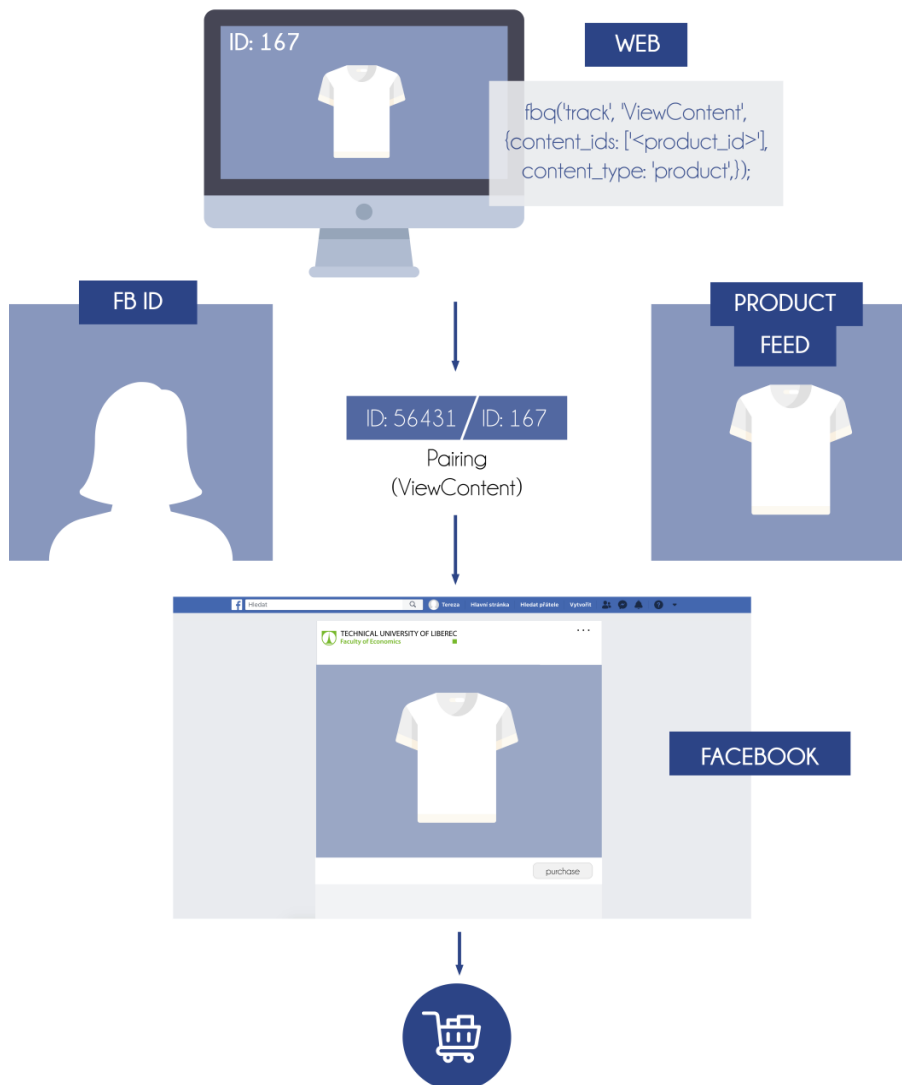 ID: 167
WEB
fbq('track', 'ViewContent',
{content_ids: ['<product_id>'],
content_type: 'product',});
FB ID
PRODUCT
FEED
ID: 56431 / ID: 167
Pairing
(ViewContent)
f Hledat Tereza Hlavní stránka Hledat přátele Vytvořit ?
TECHNICAL UNIVERSITY OF LIBEREC
Faculty of Economics
...
FACEBOOK
purchase